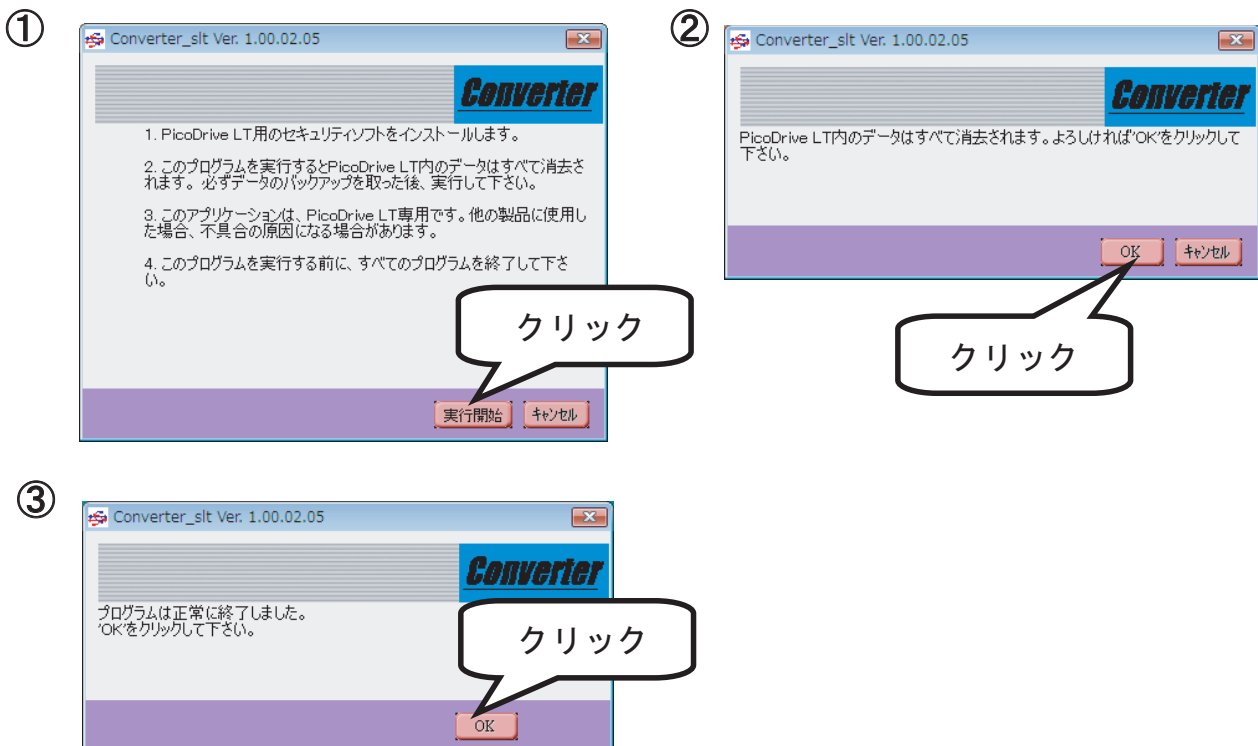 ①
Converter_slt Ver. 1.00.02.05
Converter
1. PicoDrive LT用のセキュリティソフトをインストールします。
2. このプログラムを実行するとPicoDrive LT内のデータはすべて消去さ
れます。必ずデータのバックアップを取った後、実行して下さい。
3. このアプリケーションは、PicoDrive LT専用です。他の製品に使用し
た場合、不具合の原因になる場合があります。
4. このプログラムを実行する前に、すべてのプログラムを終了して下さ
い。
クリック
実行開始
キャンセル
②
Converter_slt Ver. 1.00.02.05
Converter
PicoDrive LT内のデータはすべて消去されます。よろしければ'OK'をクリックして
下さい。
OK
キャンセル
クリック
③
Converter_slt Ver. 1.00.02.05
Converter
プログラムは正常に終了しました。
'OK'をクリックして下さい。
クリック
OK